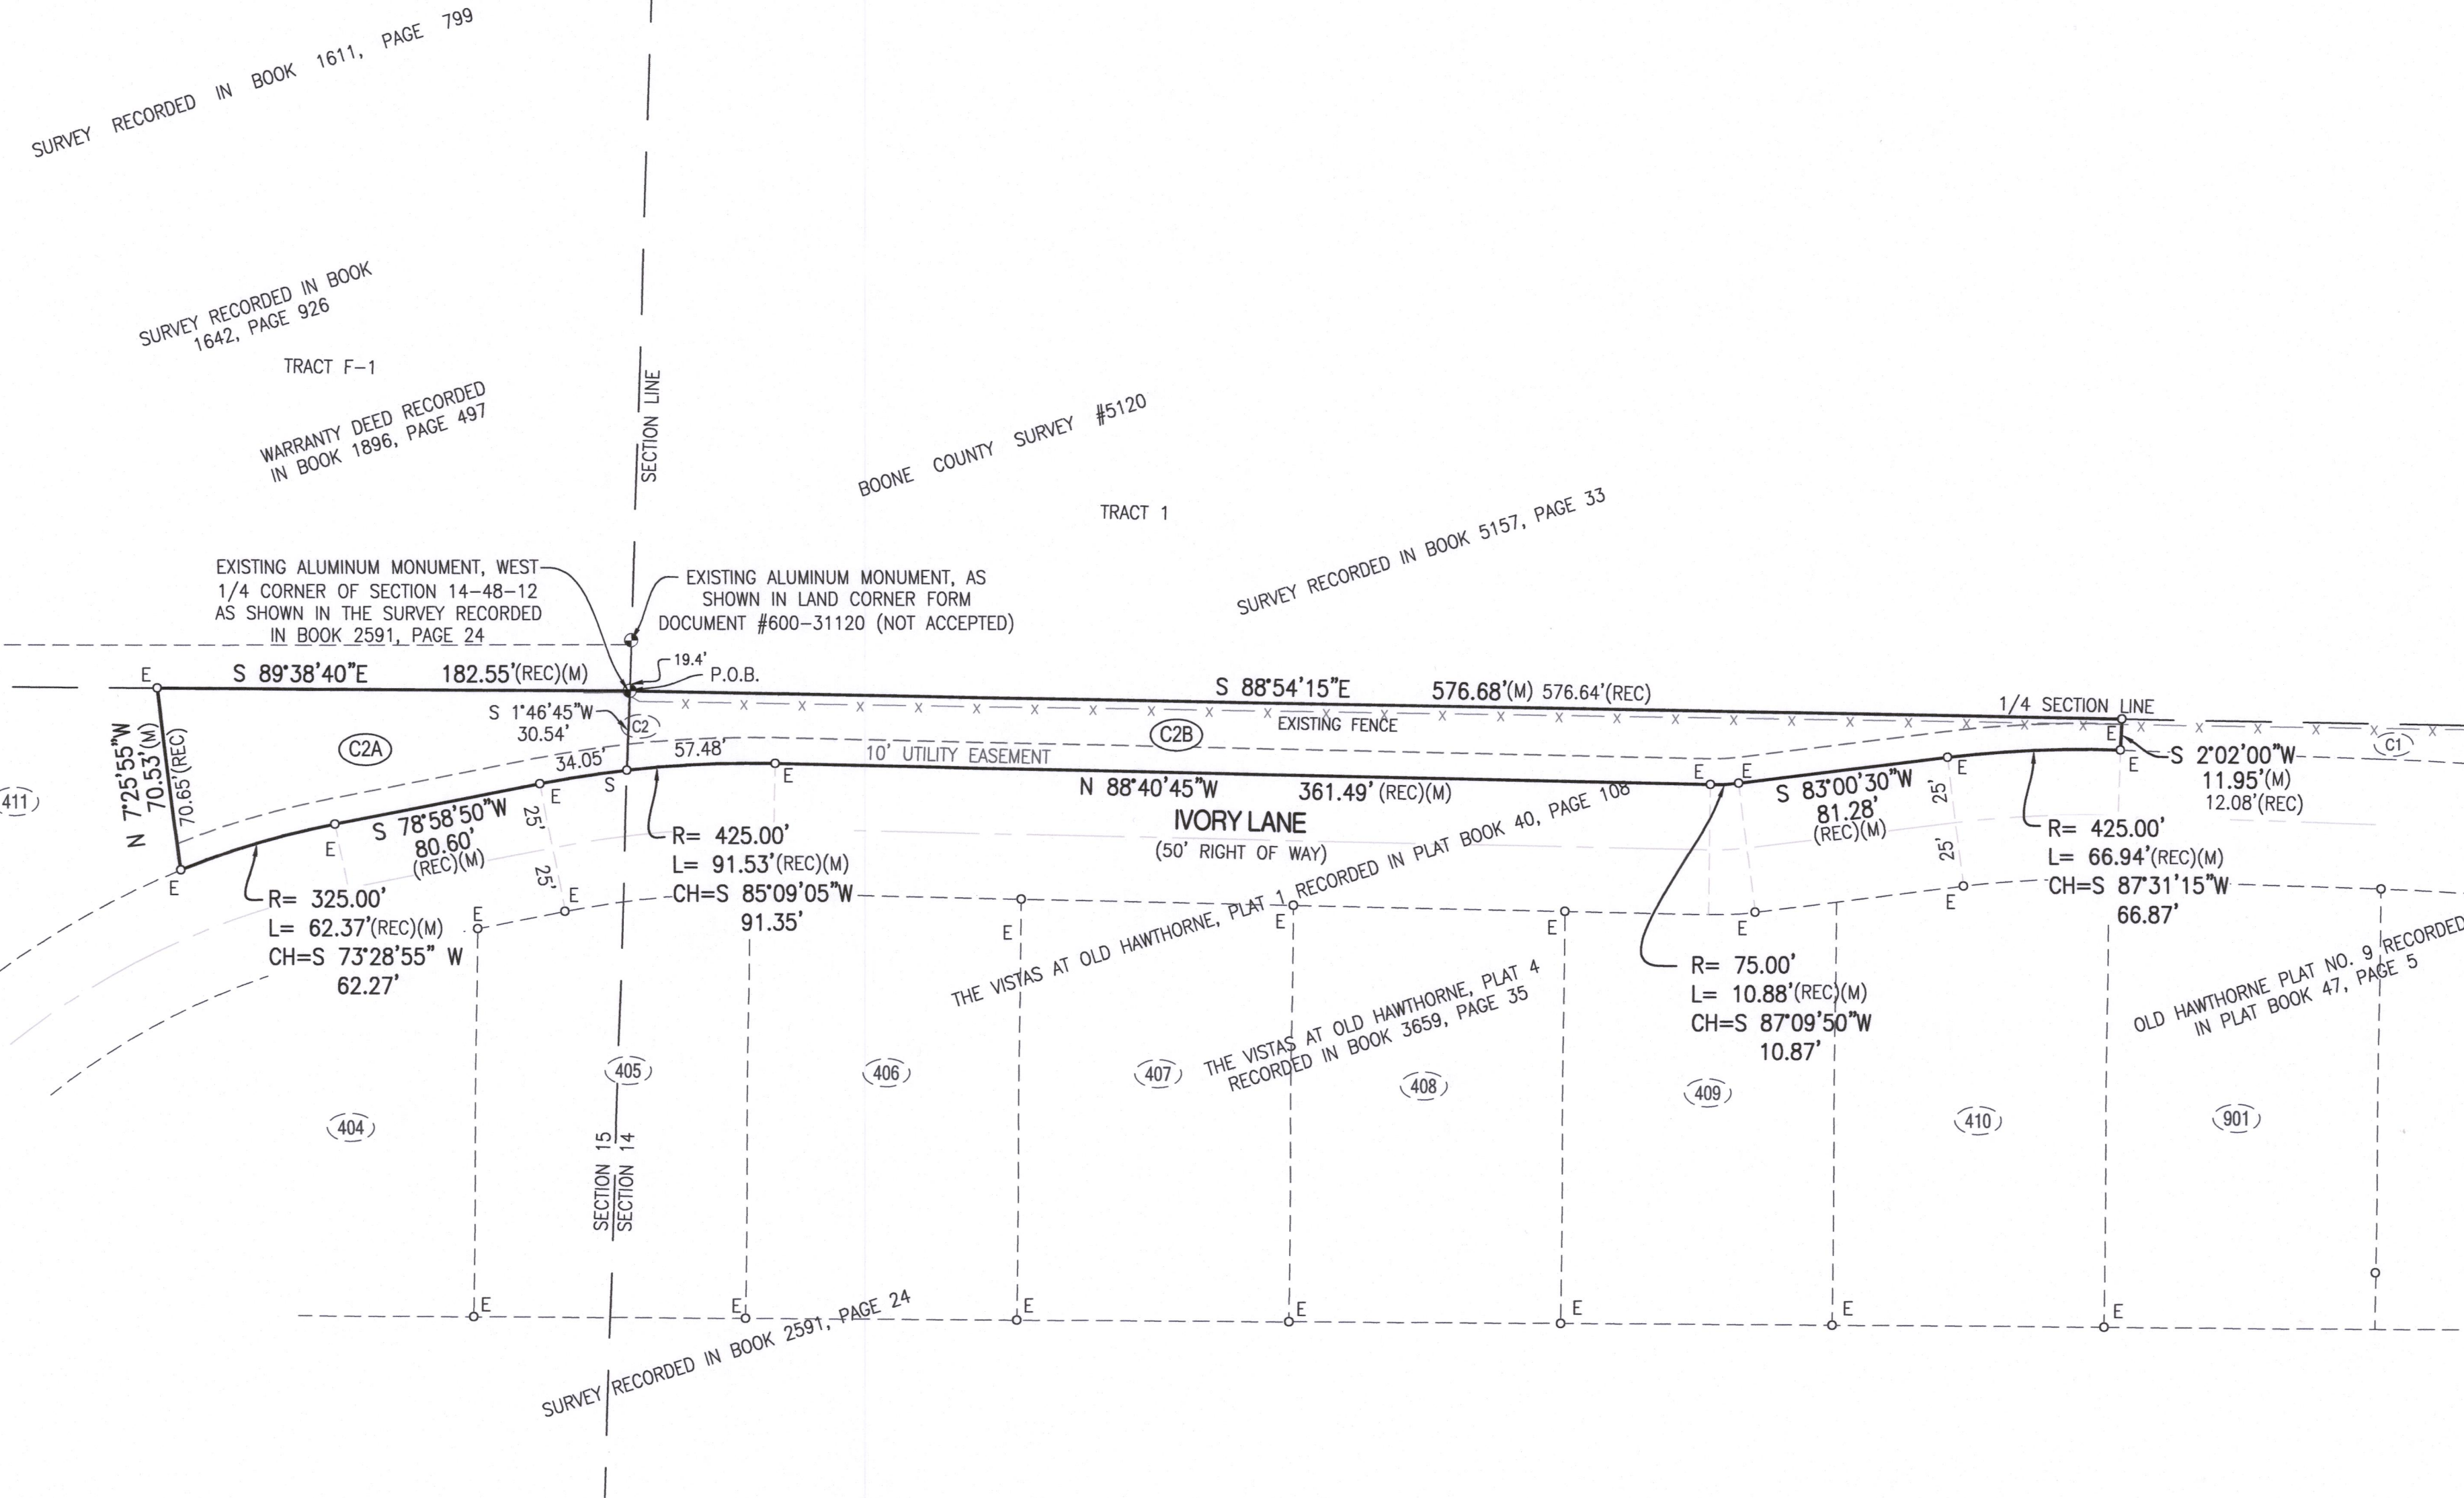 SURVEY RECORDED IN BOOK 1611, PAGE 799
SURVEY RECORDED IN BOOK
1642, PAGE 926
TRACT F-1
WARRANTY DEED RECORDED
IN BOOK 1896, PAGE 497
SECTION LINE
BOONE COUNTY SURVEY #5120
TRACT 1
SURVEY RECORDED IN BOOK 5157, PAGE 33
EXISTING ALUMINUM MONUMENT, WEST
1/4 CORNER OF SECTION 14-48-12
AS SHOWN IN THE SURVEY RECORDED
IN BOOK 2591, PAGE 24
EXISTING ALUMINUM MONUMENT, AS
SHOWN IN LAND CORNER FORM
DOCUMENT #600-31120 (NOT ACCEPTED)
19.4'
P.O.B.
E
S 89°38'40"E 182.55'(REC)(M)
S 88°54'15"E 576.68'(M) 576.64'(REC)
1/4 SECTION LINE
EXISTING FENCE
N 7°25'55"W
70.53'(M)
70.65'(REC)
411
C2A
S 1°46'45"W
30.54'
C2
C2B
C1
34.05'
57.48'
10' UTILITY EASEMENT
S
E
E
E
E
E
E
E
E
E
E
S 78°58'50"W
80.60'
(REC)(M)
25'
25'
N 88°40'45"W 361.49' (REC)(M)
IVORY LANE
(50' RIGHT OF WAY)
S 83°00'30"W
81.28'
(REC)(M)
25'
25'
S 2°02'00"W
11.95'(M)
12.08'(REC)
R= 325.00'
L= 62.37'(REC)(M)
CH=S 73°28'55" W
62.27'
R= 425.00'
L= 91.53'(REC)(M)
CH=S 85°09'05"W
91.35'
R= 75.00'
L= 10.88'(REC)(M)
CH=S 87°09'50"W
10.87'
R= 425.00'
L= 66.94'(REC)(M)
CH=S 87°31'15"W
66.87'
E
E
E
E
E
E
E
THE VISTAS AT OLD HAWTHORNE, PLAT 1 RECORDED IN PLAT BOOK 40, PAGE 108
THE VISTAS AT OLD HAWTHORNE, PLAT 4
RECORDED IN BOOK 3659, PAGE 35
OLD HAWTHORNE PLAT NO. 9 RECORDED
IN PLAT BOOK 47, PAGE 5
404
405
406
407
408
409
410
901
SECTION 15
SECTION 14
E
E
E
E
E
E
E
SURVEY RECORDED IN BOOK 2591, PAGE 24